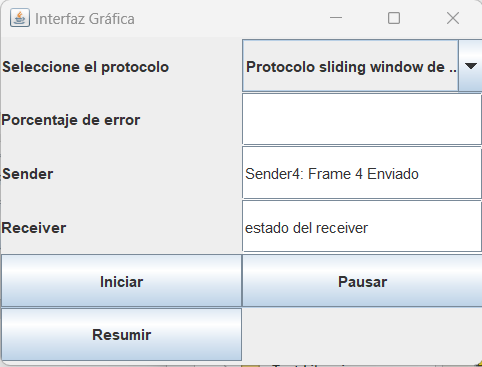 Interfaz Gráfica
Seleccione el protocolo
Protocolo sliding window de ..
Porcentaje de error
Sender
Sender4: Frame 4 Enviado
Receiver
estado del receiver
Iniciar
Pausar
Resumir